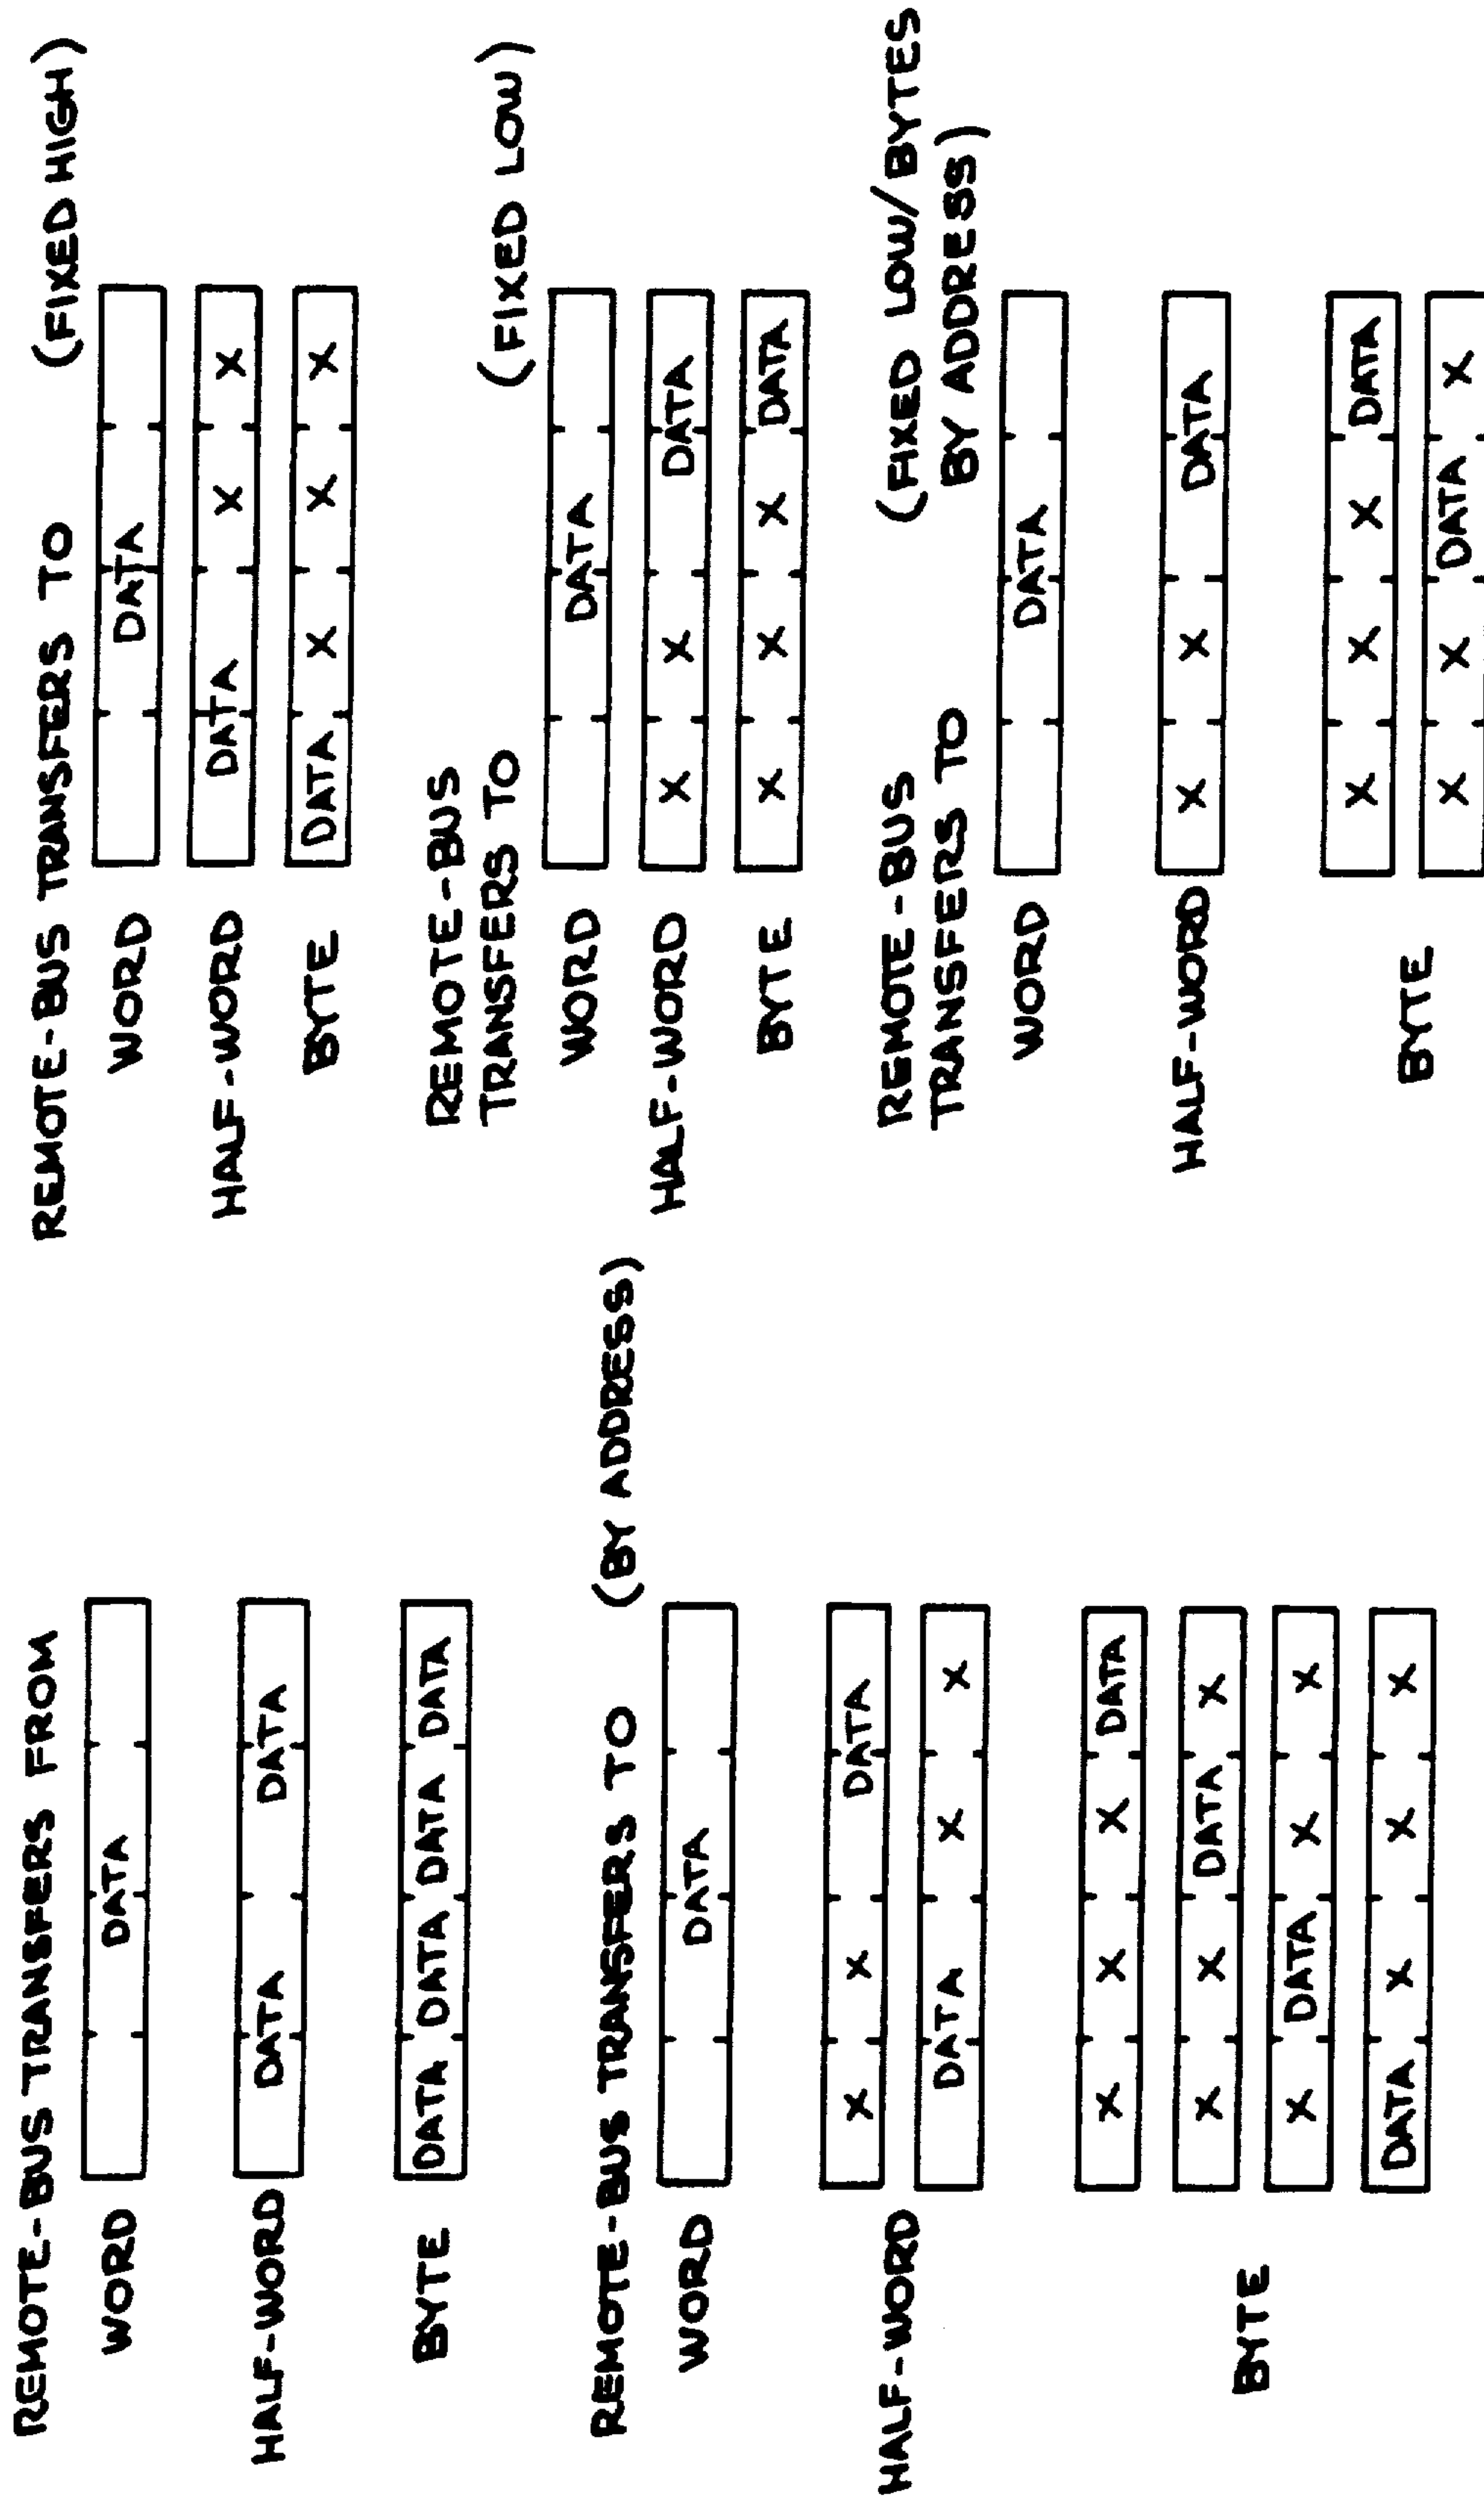 REMOTE-BUS TRANSFERS FROM
WORD DATA
HALF-WORD DATA DATA
BYTE DATA DATA DATA DATA
REMOTE-BUS TRANSFERS TO (BY ADDRESS)
WORD DATA
X X DATA
HALF-WORD
DATA X X
X X X DATA
X X DATA X
BYTE
X DATA X X
DATA X X X
REMOTE-BUS TRANSFERS TO (FIXED HIGH)
WORD DATA
HALF-WORD DATA X X
BYTE DATA X X X
REMOTE-BUS
TRANSFERS TO (FIXED LOW)
WORD DATA
HALF-WORD X X DATA
BYTE X X X DATA
REMOTE-BUS (FIXED LOW/BYTES
TRANSFERS TO BY ADDRESS)
WORD DATA
HALF-WORD X X DATA
X X X DATA
BYTE
X X DATA X